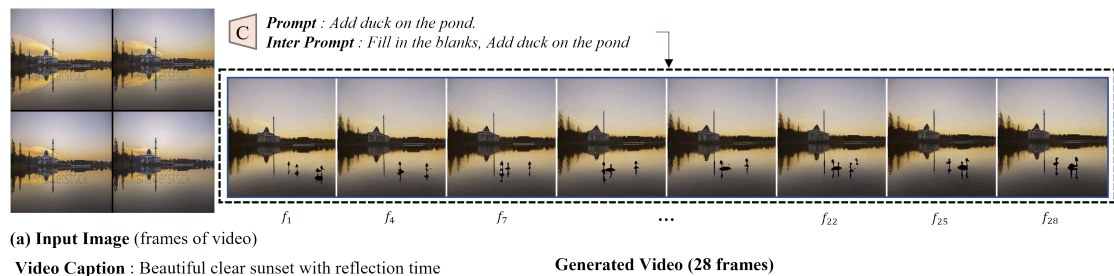 C
Prompt : Add duck on the pond.
Inter Prompt : Fill in the blanks, Add duck on the pond
f1 f4 f7 ... f22 f25 f28
(a) Input Image (frames of video)
Video Caption : Beautiful clear sunset with reflection time
Generated Video (28 frames)